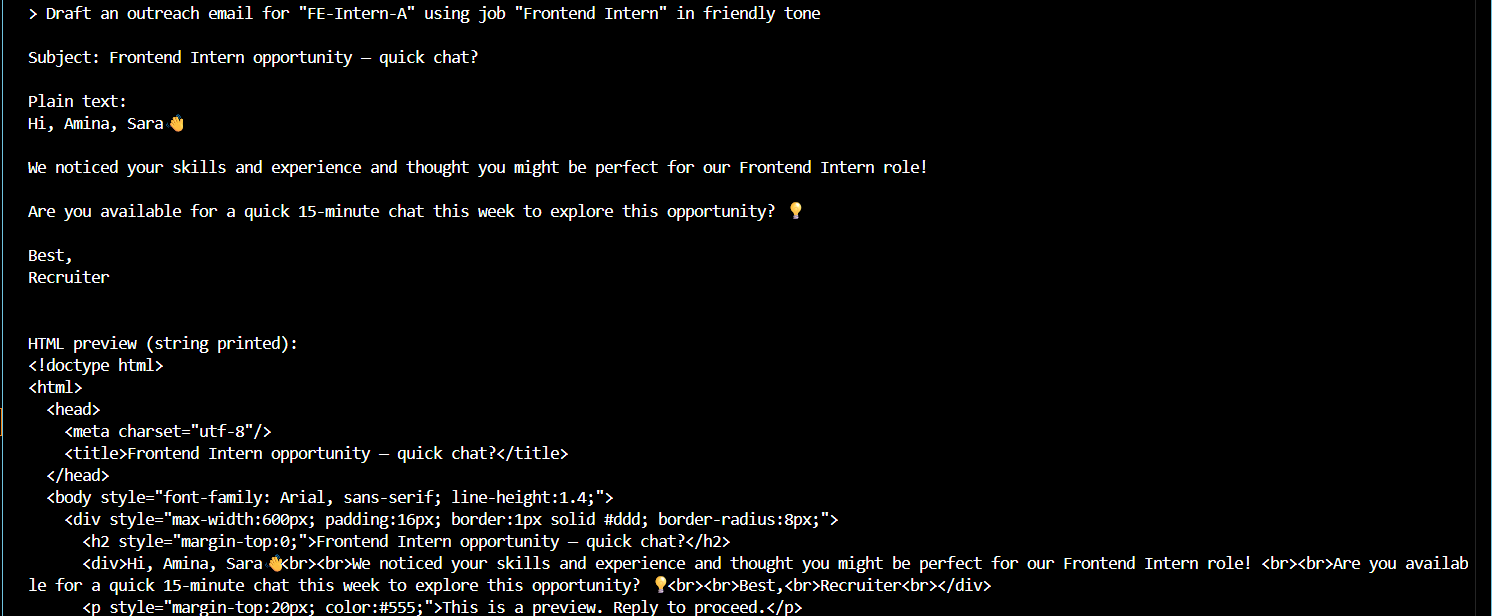 > Draft an outreach email for "FE-Intern-A" using job "Frontend Intern" in friendly tone
Subject: Frontend Intern opportunity — quick chat?
Plain text:
Hi, Amina, Sara 👋
We noticed your skills and experience and thought you might be perfect for our Frontend Intern role!
Are you available for a quick 15-minute chat this week to explore this opportunity? 💡
Best,
Recruiter
HTML preview (string printed):
<!doctype html>
<html>
  <head>
    <meta charset="utf-8"/>
    <title>Frontend Intern opportunity — quick chat?</title>
  </head>
  <body style="font-family: Arial, sans-serif; line-height:1.4;">
    <div style="max-width:600px; padding:16px; border:1px solid #ddd; border-radius:8px;">
      <h2 style="margin-top:0;">Frontend Intern opportunity — quick chat?</h2>
      <div>Hi, Amina, Sara 👋<br><br>We noticed your skills and experience and thought you might be perfect for our Frontend Intern role! <br><br>Are you availab
le for a quick 15-minute chat this week to explore this opportunity? 💡<br><br>Best,<br>Recruiter<br></div>
      <p style="margin-top:20px; color:#555;">This is a preview. Reply to proceed.</p>